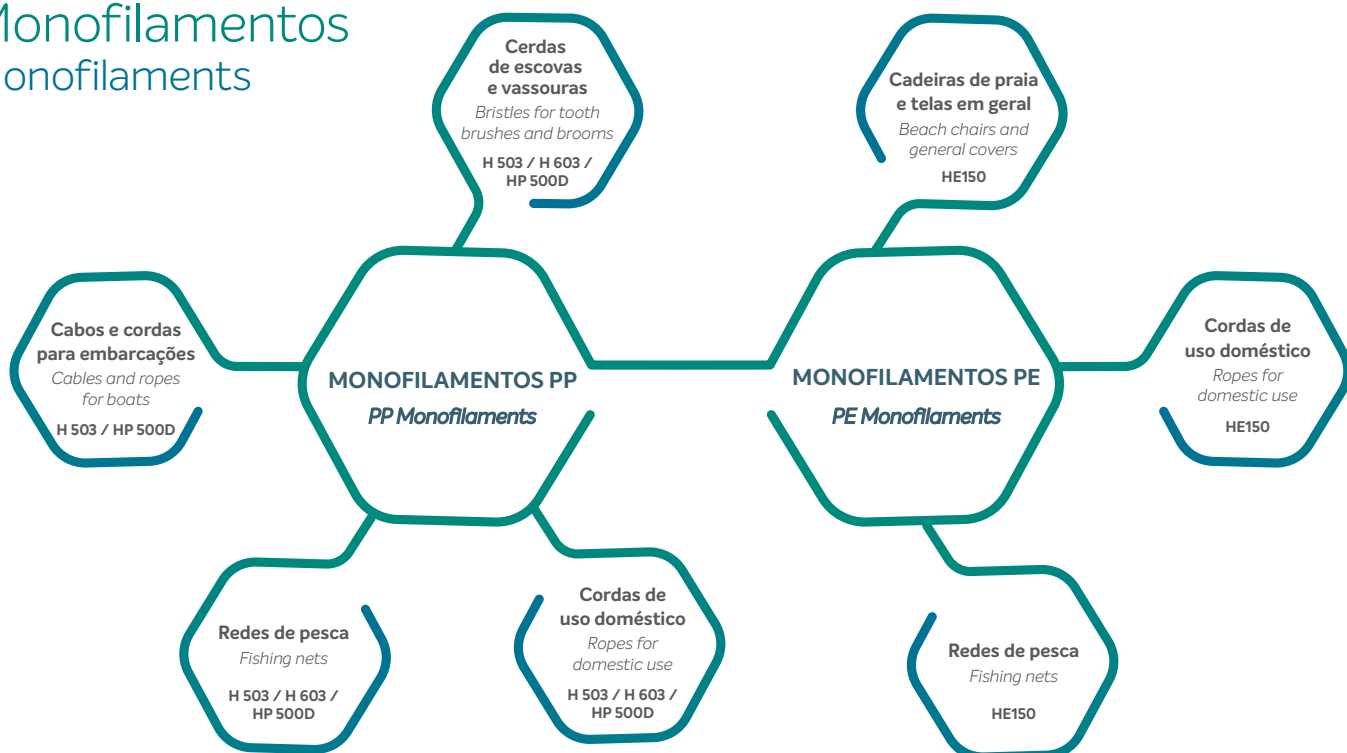 Monofilamentos
Monofilaments
Cerdas
de escovas
e vassouras
Bristles for tooth
brushes and brooms
H 503 / H 603 /
HP 500D
Cadeiras de praia
e telas em geral
Beach chairs and
general covers
HE150
Cabos e cordas
para embarcações
Cables and ropes
for boats
H 503 / HP 500D
MONOFILAMENTOS PP
PP Monofilaments
MONOFILAMENTOS PE
PE Monofilaments
Cordas de
uso doméstico
Ropes for
domestic use
HE150
Redes de pesca
Fishing nets
H 503 / H 603 /
HP 500D
Cordas de
uso doméstico
Ropes for
domestic use
H 503 / H 603 /
HP 500D
Redes de pesca
Fishing nets
HE150